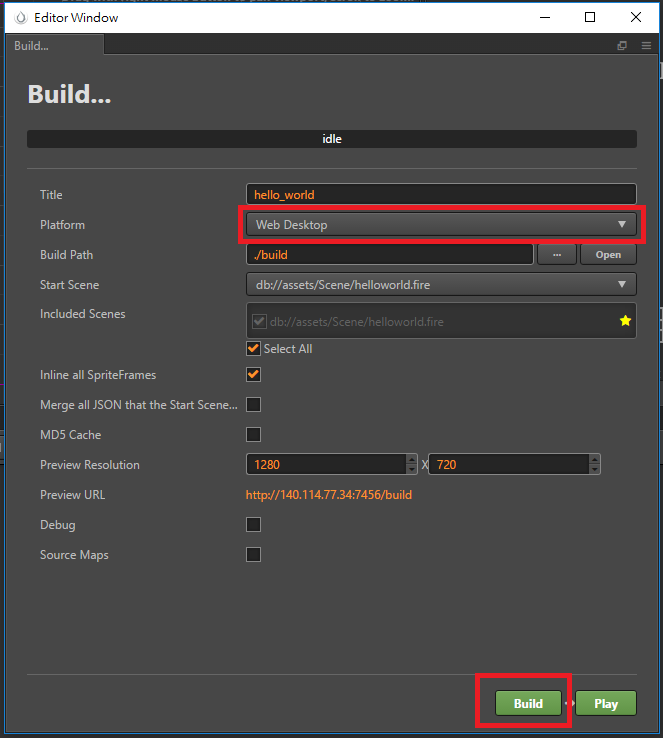 Editor Window
Build...
Build...
idle
Title hello_world
Platform Web Desktop
Build Path ./build ... Open
Start Scene db://assets/Scene/helloworld.fire
Included Scenes db://assets/Scene/helloworld.fire
Select All
Inline all SpriteFrames
Merge all JSON that the Start Scene...
MD5 Cache
Preview Resolution 1280 X 720
Preview URL http://140.114.77.34:7456/build
Debug
Source Maps
Build Play